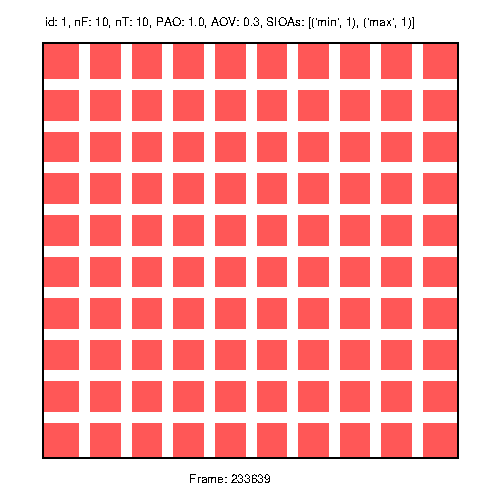 id: 1, nF: 10, nT: 10, PAO: 1.0, AOV: 0.3, SIOAs: [('min', 1), ('max', 1)]
Frame: 233639